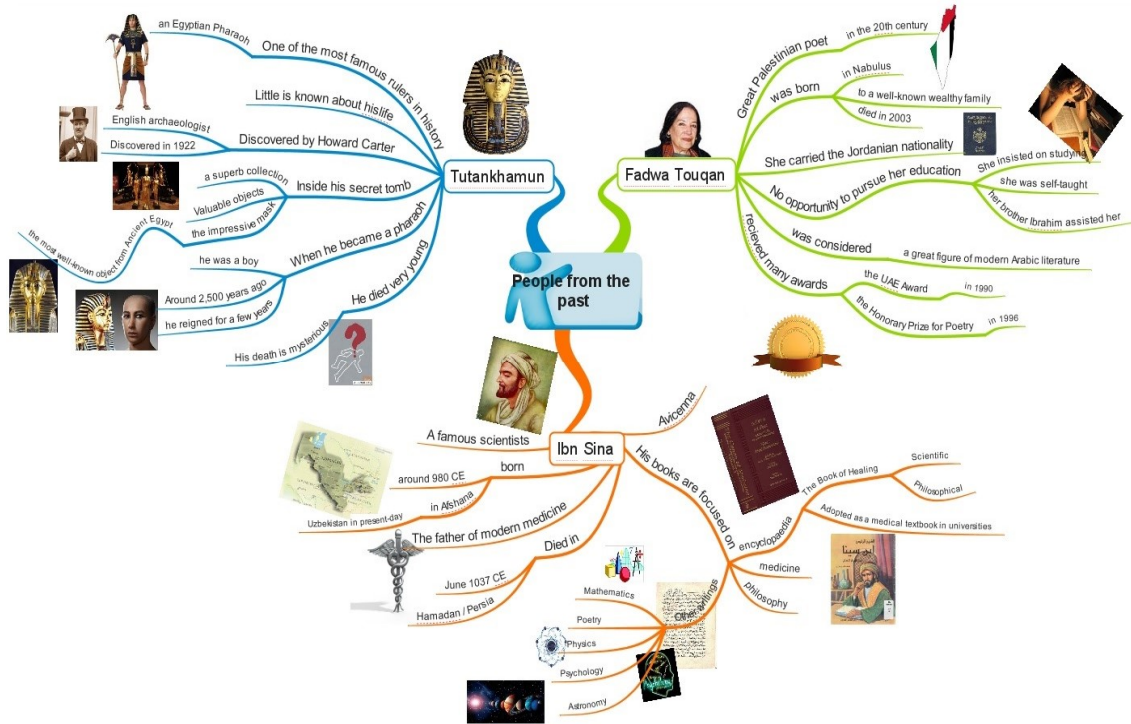 People from the
past
Tutankhamun
One of the most famous rulers in history
an Egyptian Pharaoh
Little is known about hislife
Discovered by Howard Carter
English archaeologist
Discovered in 1922
Inside his secret tomb
a superb collection
Valuable objects
the impressive mask
the most well-known object from Ancient Egypt
When he became a pharaoh
he was a boy
Around 2,500 years ago
he reigned for a few years
He died very young
His death is mysterious
Fadwa Touqan
Great Palestinian poet
in the 20th century
was born
in Nabulus
to a well-known wealthy family
died in 2003
She carried the Jordanian nationality
No opportunity to pursue her education
She insisted on studying
she was self-taught
her brother Ibrahim assisted her
was considered
a great figure of modern Arabic literature
recieved many awards
the UAE Award
in 1990
the Honorary Prize for Poetry
in 1996
Ibn Sina
Avicenna
A famous scientists
born
around 980 CE
in Afshana
Uzbekistan in present-day
The father of modern medicine
Died in
June 1037 CE
Hamadan / Persia
His books are focused on
encyclopaedia
The Book of Healing
Scientific
Philosophical
Adopted as a medical textbook in universities
medicine
philosophy
Other writings
Mathematics
Poetry
Physics
Psychology
Astronomy
ابن سينا